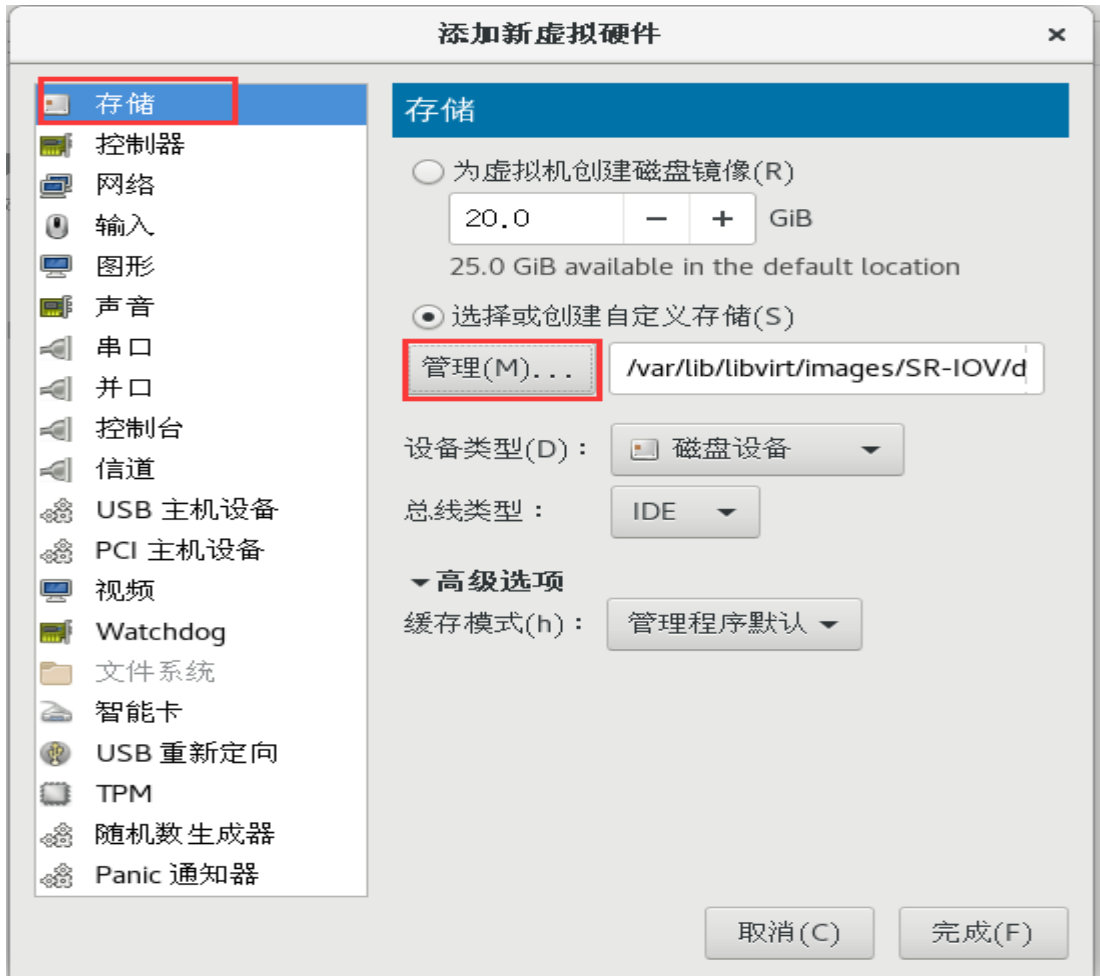 添加新虚拟硬件
存储
控制器
网络
输入
图形
声音
串口
并口
控制台
信道
USB 主机设备
PCI 主机设备
视频
Watchdog
文件系统
智能卡
USB 重新定向
TPM
随机数生成器
Panic 通知器
存储
为虚拟机创建磁盘镜像(R)
20.0 − + GiB
25.0 GiB available in the default location
选择或创建自定义存储(S)
管理(M)... /var/lib/libvirt/images/SR-IOV/d
设备类型(D)： 磁盘设备
总线类型： IDE
高级选项
缓存模式(h)： 管理程序默认
取消(C) 完成(F)